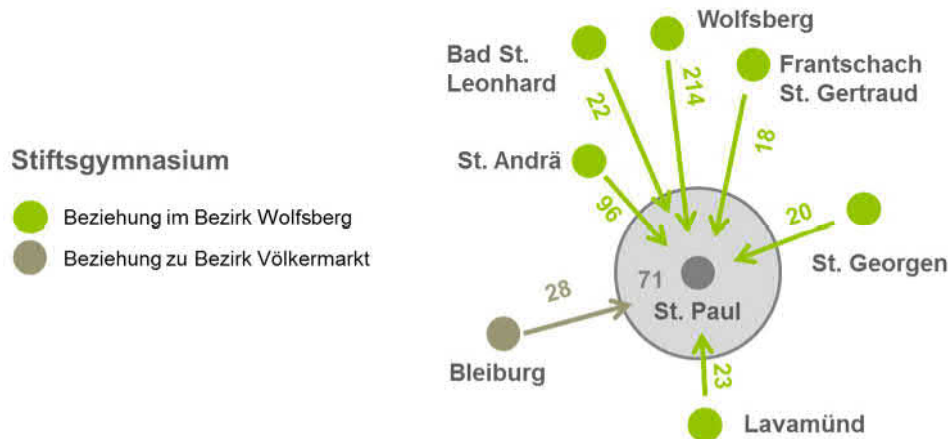 Stiftsgymnasium
Beziehung im Bezirk Wolfsberg
Beziehung zu Bezirk Völkermarkt
Wolfsberg
Bad St.
Leonhard
Frantschach
St. Gertraud
22
214
18
St. Andrä
96
20
St. Georgen
71
St. Paul
28
Bleiburg
23
Lavamünd